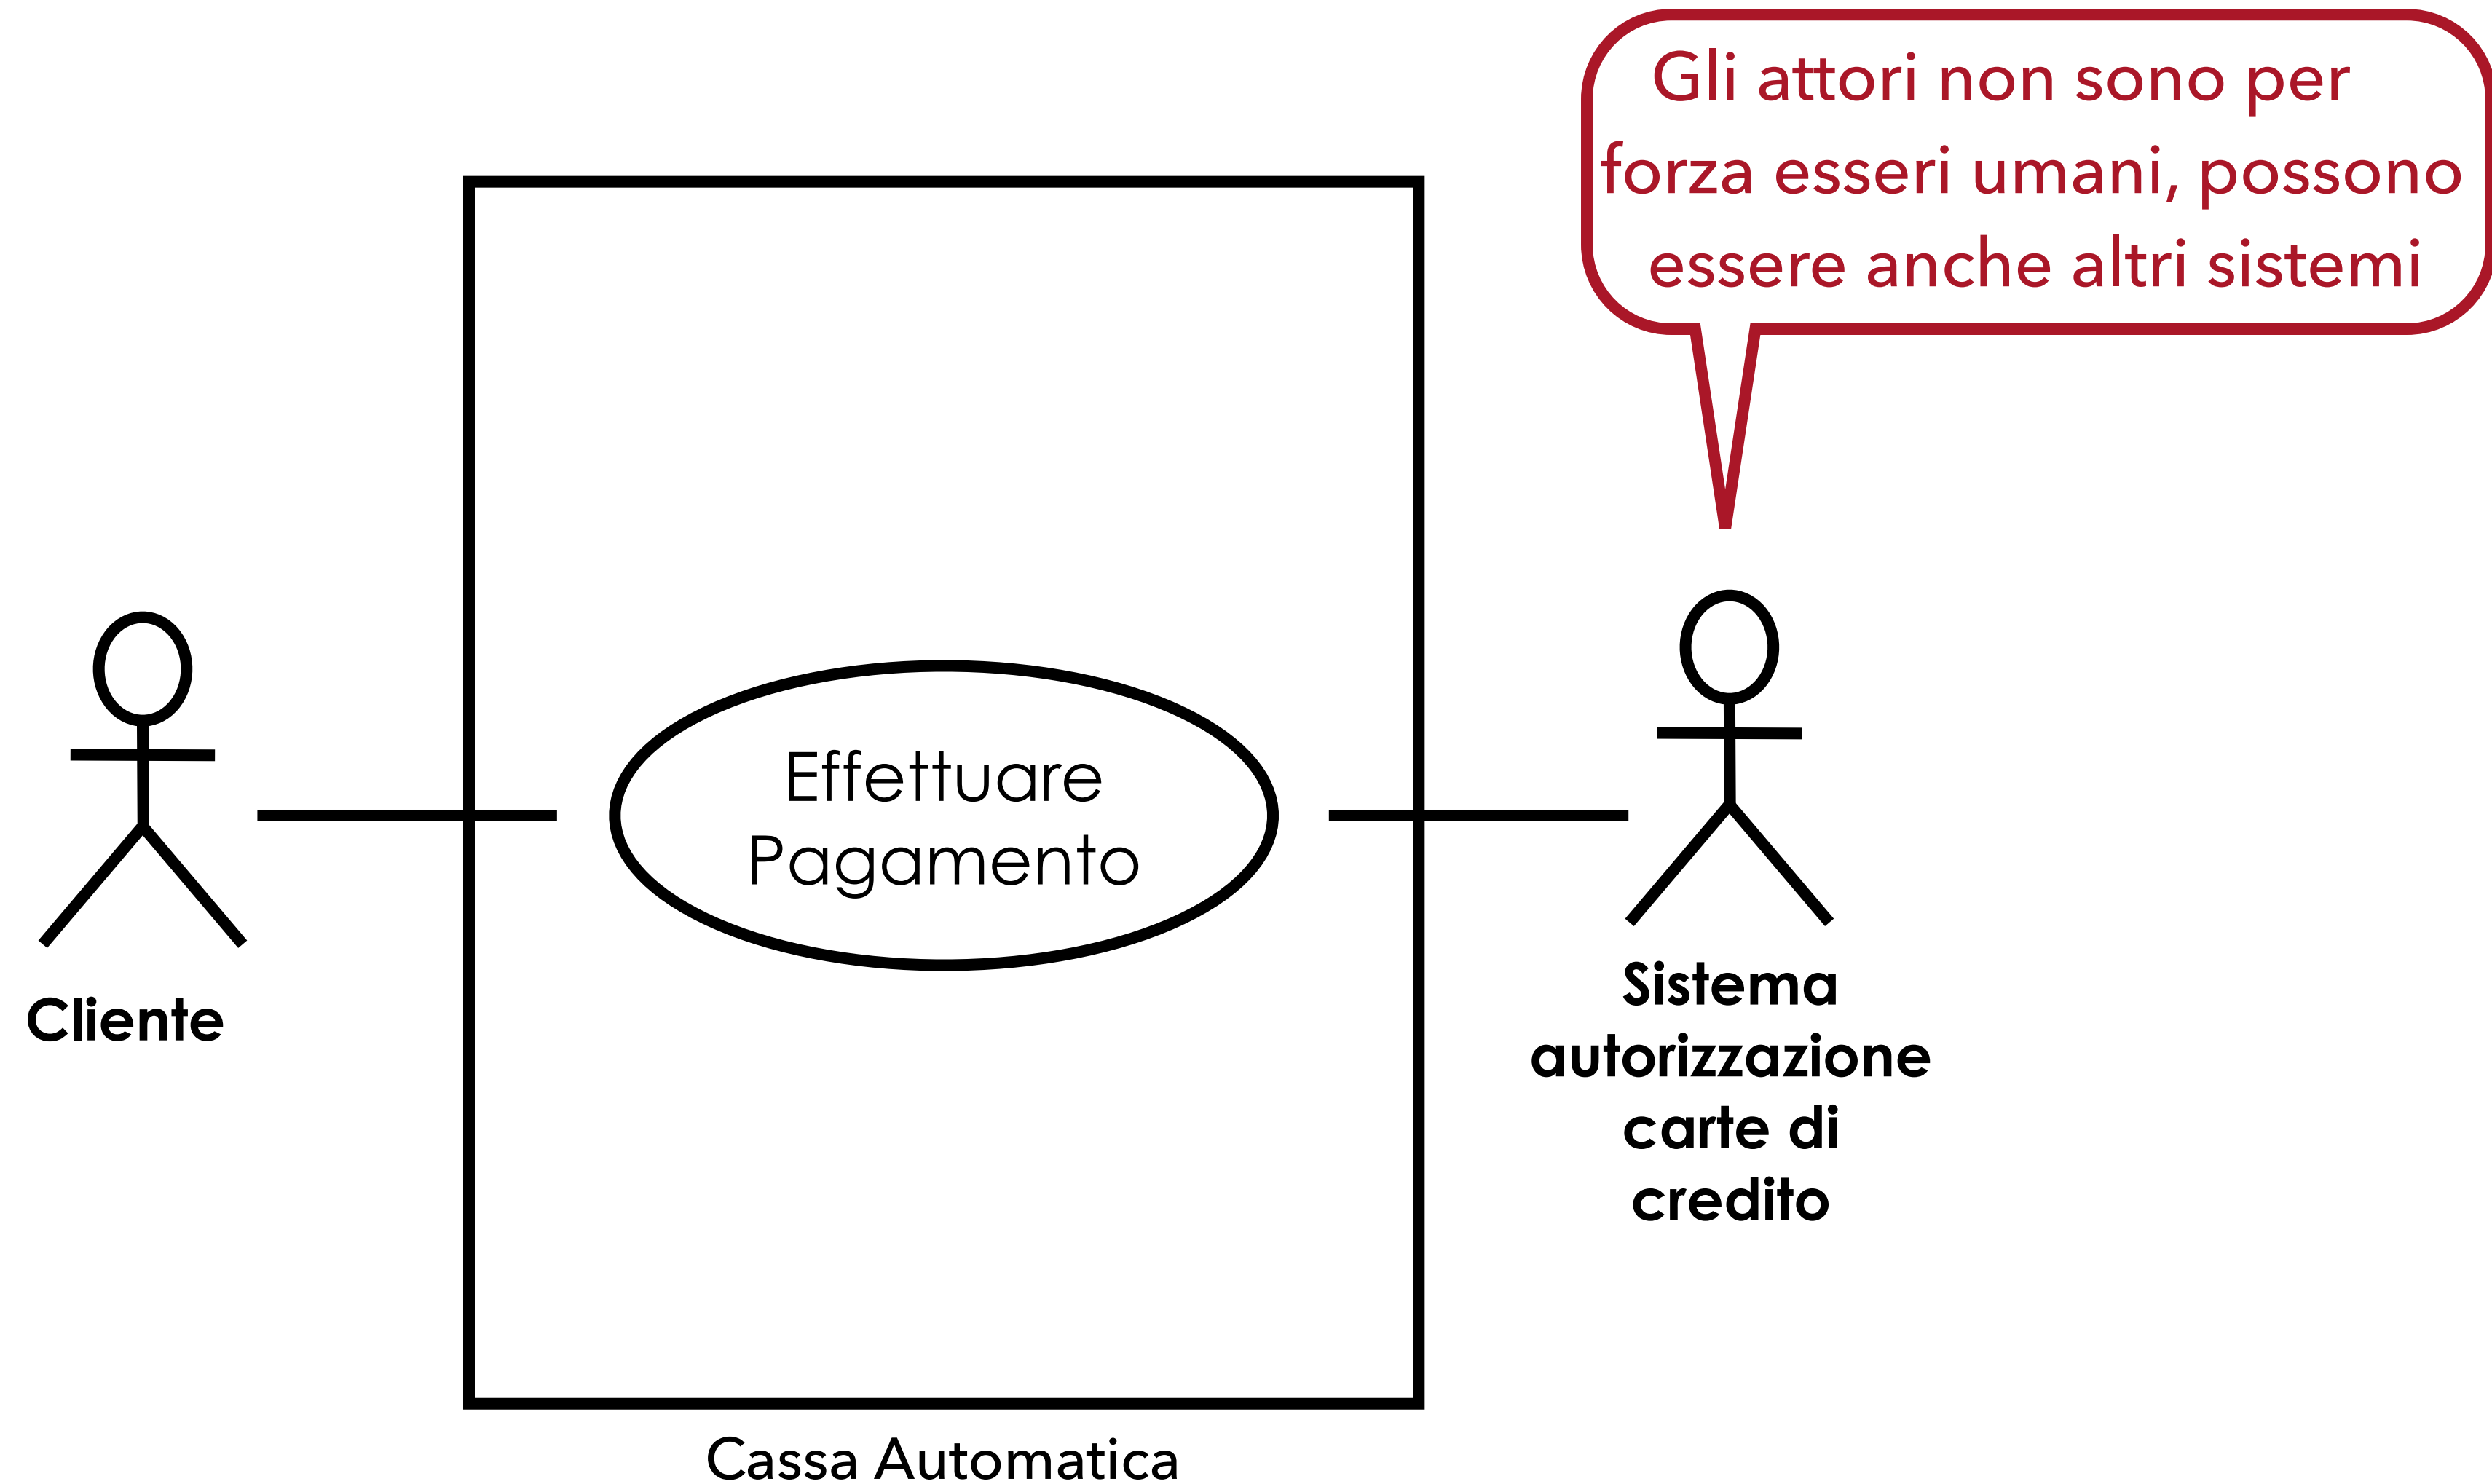 Gli attori non sono per
forza esseri umani, possono
essere anche altri sistemi
Effettuare
Pagamento
Cliente
Sistema
autorizzazione
carte di
credito
Cassa Automatica